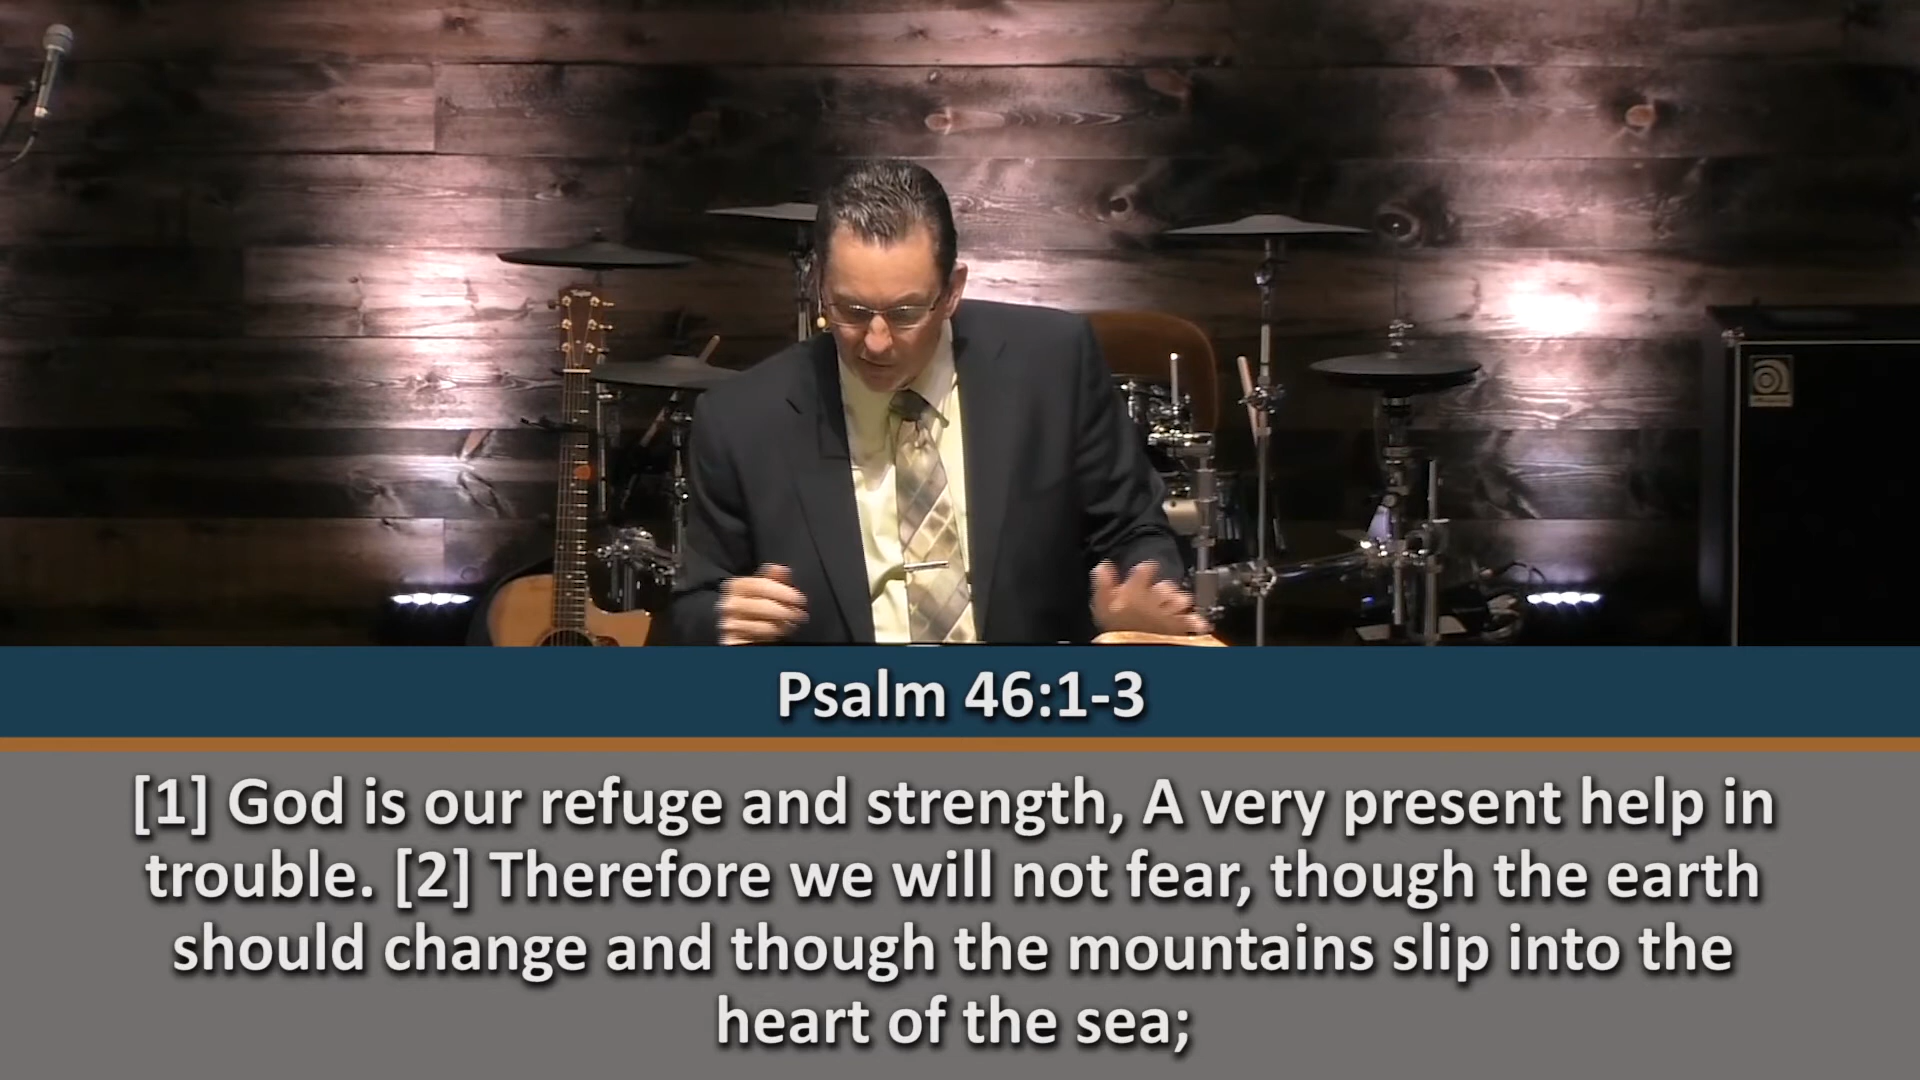 Psalm 46:1-3
[1] God is our refuge and strength, A very present help in
trouble. [2] Therefore we will not fear, though the earth
should change and though the mountains slip into the
heart of the sea;